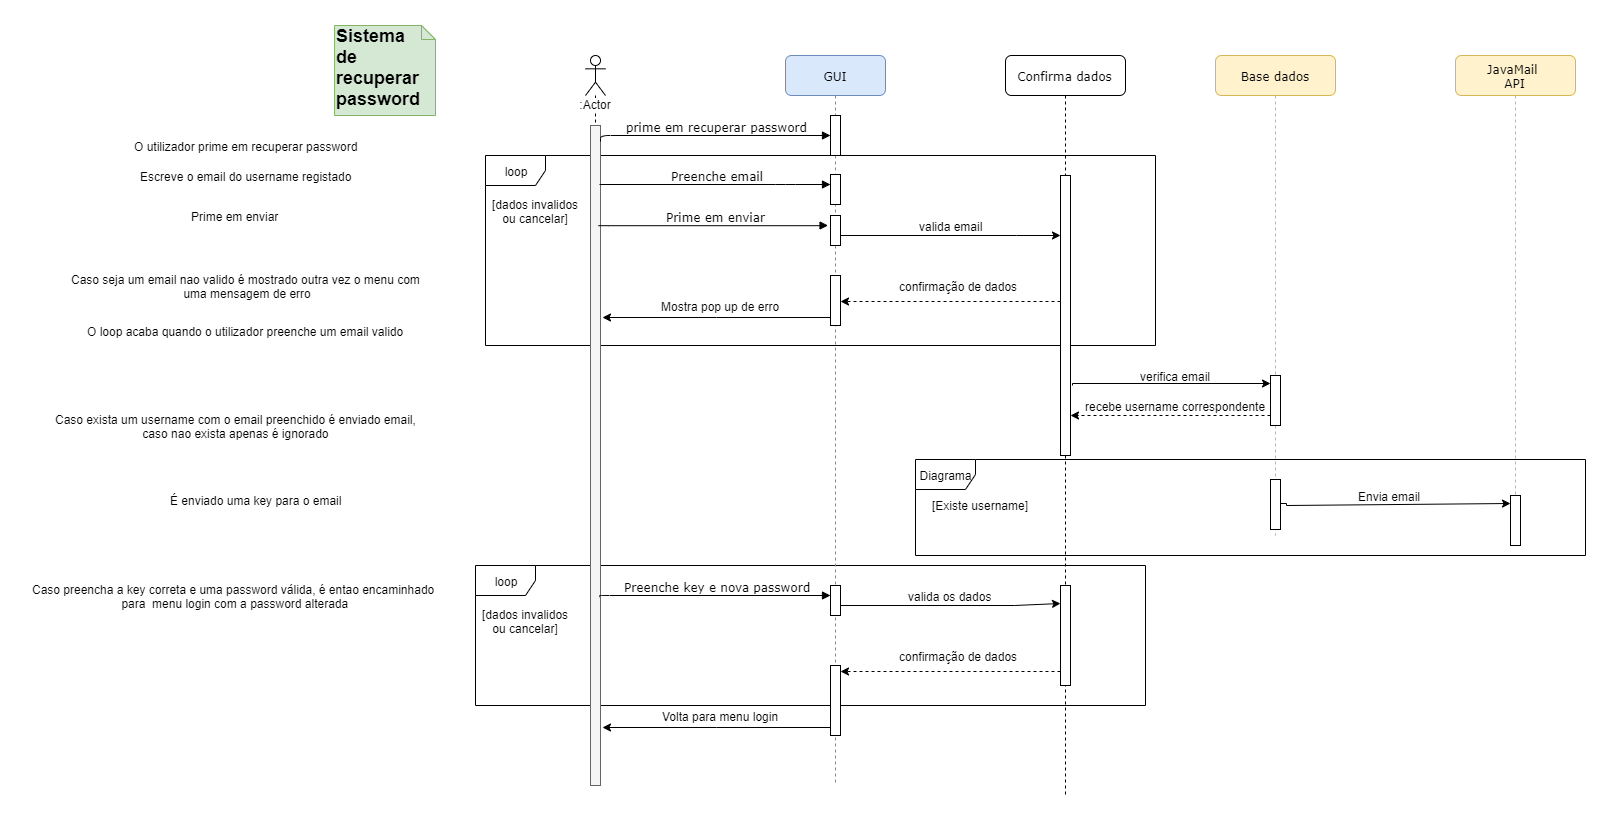 Sistema
de
recuperar
password
:Actor
GUI
Confirma dados
Base dados
JavaMail
API
O utilizador prime em recuperar password
prime em recuperar password
Escreve o email do username registado
loop
Preenche email
[dados invalidos
ou cancelar]
Prime em enviar
Prime em enviar
valida email
Caso seja um email nao valido é mostrado outra vez o menu com
uma mensagem de erro
confirmação de dados
Mostra pop up de erro
O loop acaba quando o utilizador preenche um email valido
verifica email
recebe username correspondente
Caso exista um username com o email preenchido é enviado email,
caso nao exista apenas é ignorado
Diagrama
[Existe username]
Envia email
É enviado uma key para o email
loop
Preenche key e nova password
valida os dados
Caso preencha a key correta e uma password válida, é entao encaminhado
para  menu login com a password alterada
[dados invalidos
ou cancelar]
confirmação de dados
Volta para menu login